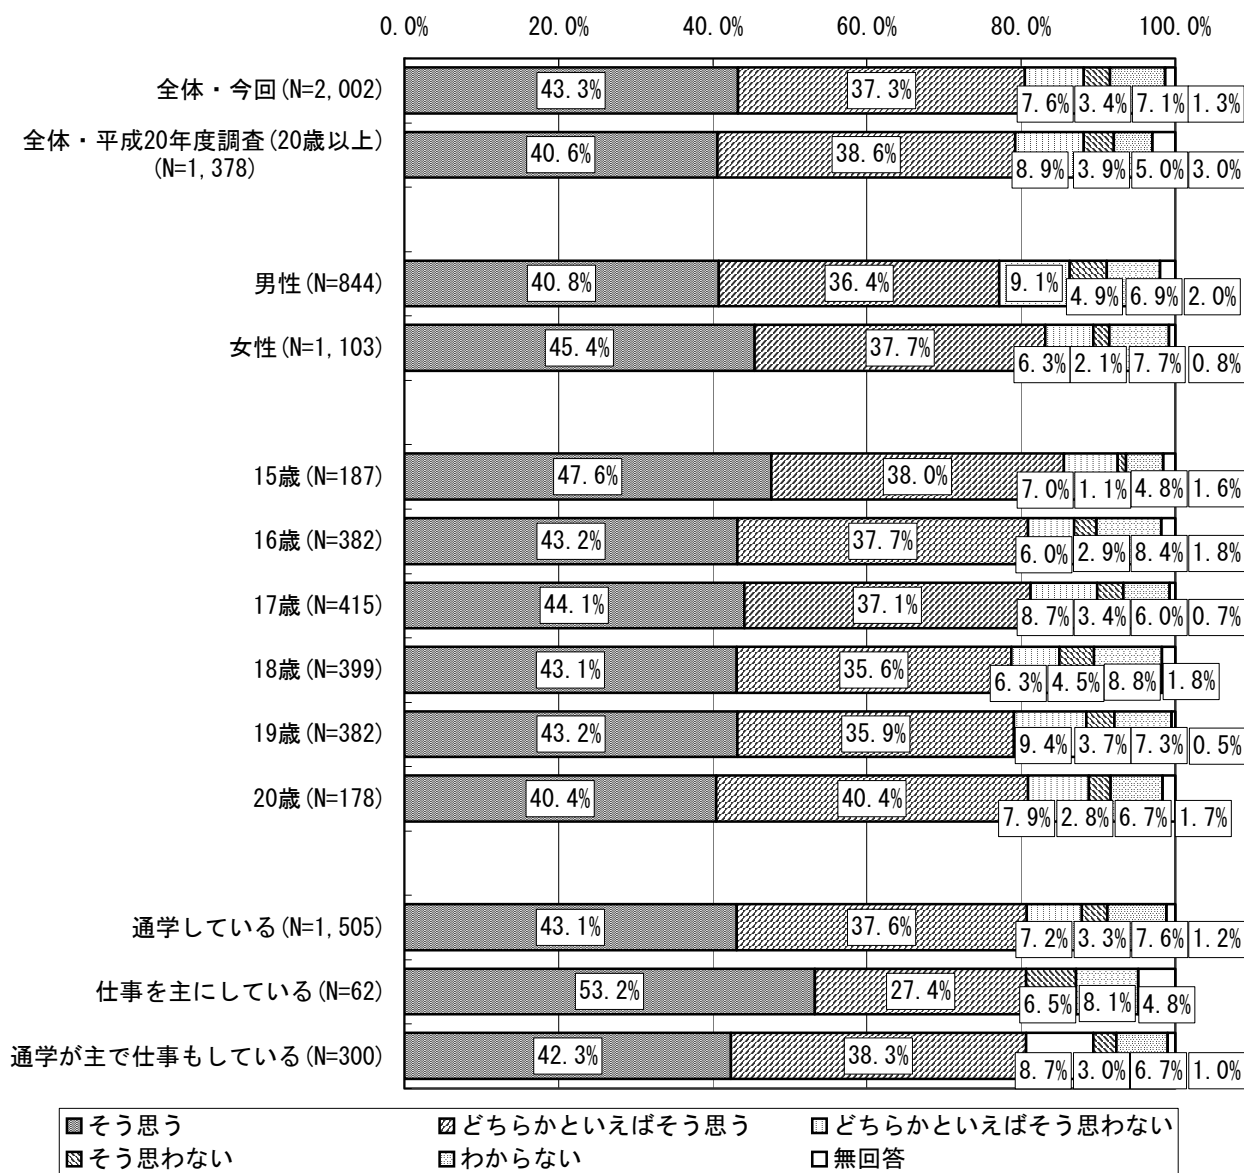 0.0% 20.0% 40.0% 60.0% 80.0% 100.0%
全体・今回(N=2,002) 43.3% 37.3% 7.6% 3.4% 7.1% 1.3%
全体・平成20年度調査(20歳以上)
(N=1,378) 40.6% 38.6% 8.9% 3.9% 5.0% 3.0%
男性(N=844) 40.8% 36.4% 9.1% 4.9% 6.9% 2.0%
女性(N=1,103) 45.4% 37.7% 6.3% 2.1% 7.7% 0.8%
15歳(N=187) 47.6% 38.0% 7.0% 1.1% 4.8% 1.6%
16歳(N=382) 43.2% 37.7% 6.0% 2.9% 8.4% 1.8%
17歳(N=415) 44.1% 37.1% 8.7% 3.4% 6.0% 0.7%
18歳(N=399) 43.1% 35.6% 6.3% 4.5% 8.8% 1.8%
19歳(N=382) 43.2% 35.9% 9.4% 3.7% 7.3% 0.5%
20歳(N=178) 40.4% 40.4% 7.9% 2.8% 6.7% 1.7%
通学している(N=1,505) 43.1% 37.6% 7.2% 3.3% 7.6% 1.2%
仕事を主にしている(N=62) 53.2% 27.4% 6.5% 8.1% 4.8%
通学が主で仕事もしている(N=300) 42.3% 38.3% 8.7% 3.0% 6.7% 1.0%
そう思う どちらかといえばそう思う どちらかといえばそう思わない
そう思わない わからない 無回答